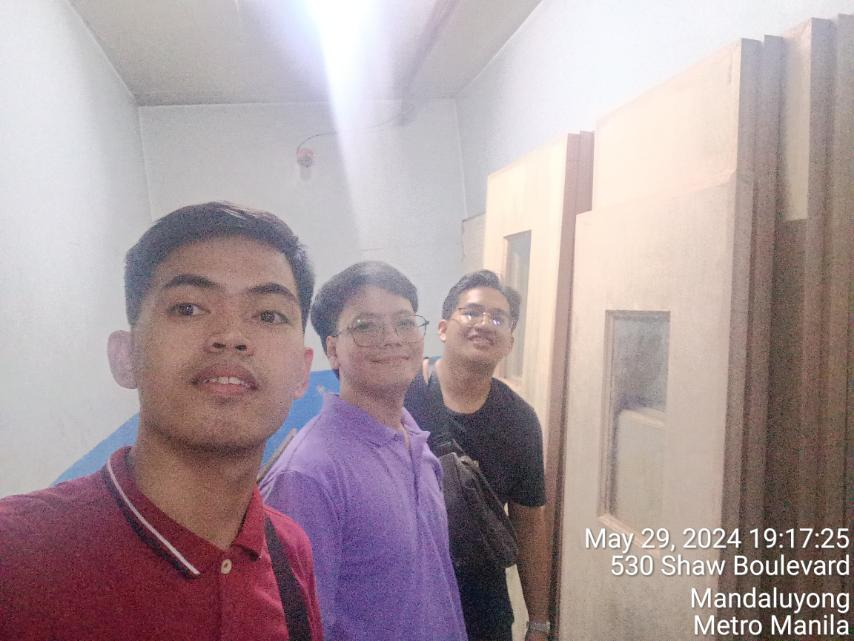 May 29, 2024 19:17:25
530 Shaw Boulevard
Mandaluyong
Metro Manila